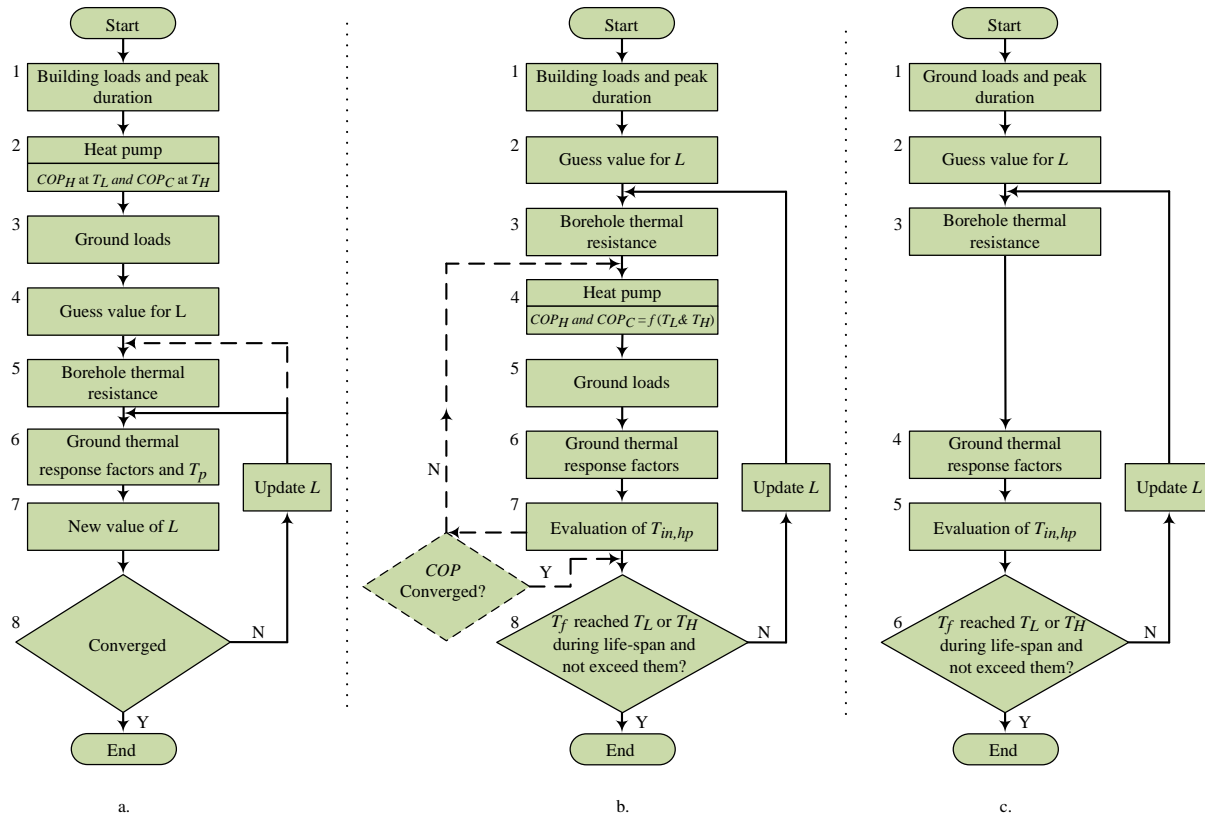 Start
1
Building loads and peak
duration
2
Heat pump
COP_H at T_L and COP_C at T_H
3
Ground loads
4
Guess value for L
5
Borehole thermal
resistance
6
Ground thermal
response factors and T_p
7
New value of L
Update L
8
Converged
N
Y
End
a.
Start
1
Building loads and peak
duration
2
Guess value for L
3
Borehole thermal
resistance
4
Heat pump
COP_H and COP_C = f (T_L & T_H)
5
Ground loads
6
Ground thermal
response factors
N
Update L
7
Evaluation of T_in,hp
COP
Converged?
Y
8
T_f reached T_L or T_H
during life-span and
not exceed them?
N
Y
End
b.
Start
1
Ground loads and peak
duration
2
Guess value for L
3
Borehole thermal
resistance
4
Ground thermal
response factors
Update L
5
Evaluation of T_in,hp
6
T_f reached T_L or T_H
during life-span and
not exceed them?
N
Y
End
c.